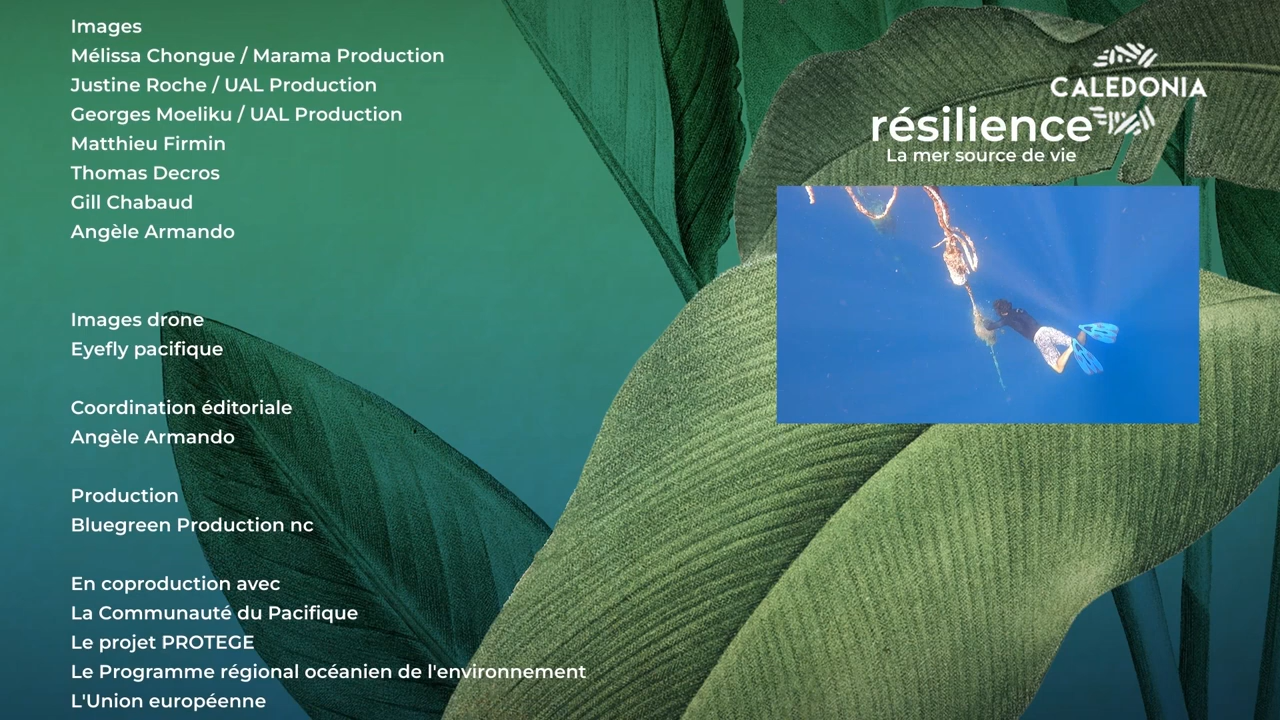 Images
Mélissa Chongue / Marama Production
Justine Roche / UAL Production
Georges Moeliku / UAL Production
Matthieu Firmin
Thomas Decros
Gill Chabaud
Angèle Armando
Images drone
Eyefly pacifique
Coordination éditoriale
Angèle Armando
Production
Bluegreen Production nc
En coproduction avec
La Communauté du Pacifique
Le projet PROTEGE
Le Programme régional océanien de l'environnement
L'Union européenne
CALEDONIA
résilience
La mer source de vie